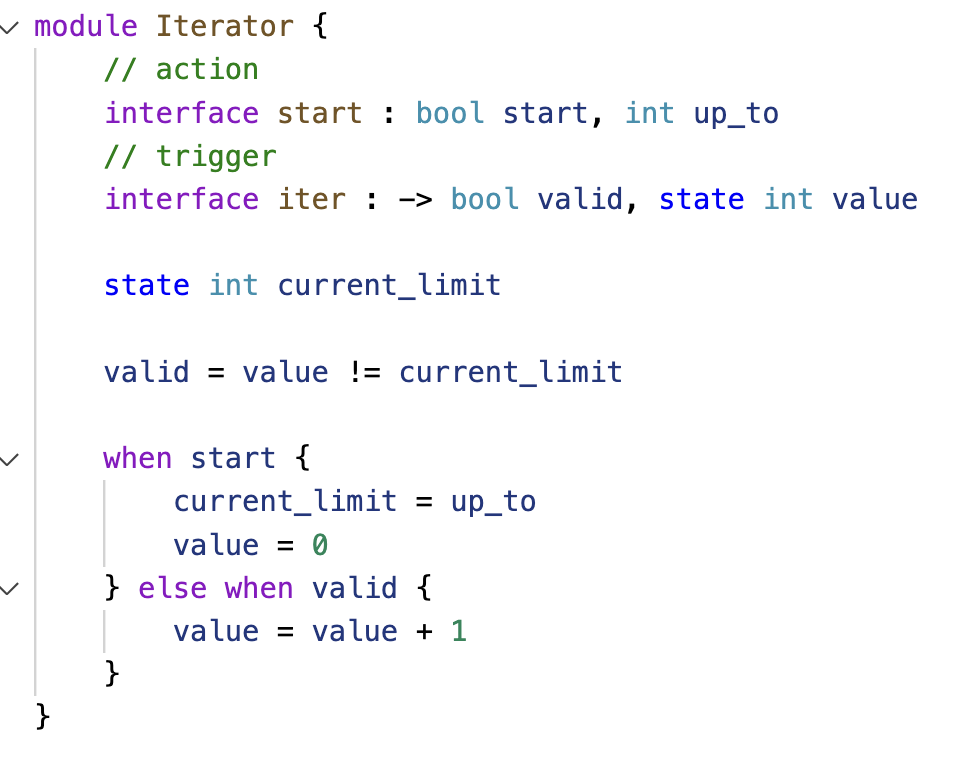 module Iterator {
    // action
    interface start : bool start, int up_to
    // trigger
    interface iter : -> bool valid, state int value

    state int current_limit

    valid = value != current_limit

    when start {
        current_limit = up_to
        value = 0
    } else when valid {
        value = value + 1
    }
}